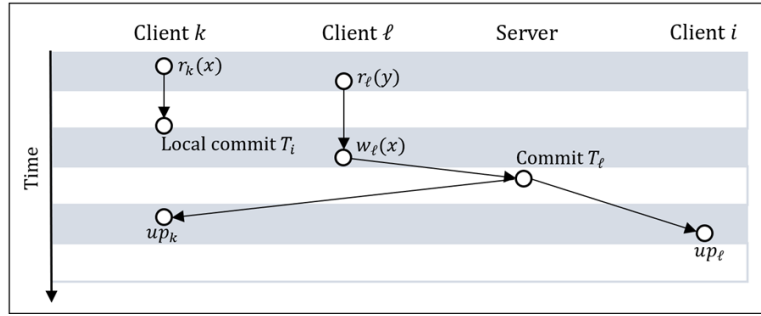 Client k Client ℓ Server Client i
r_k(x)
r_ℓ(y)
Local commit T_i
w_ℓ(x)
Commit T_ℓ
Time
up_k
up_ℓ